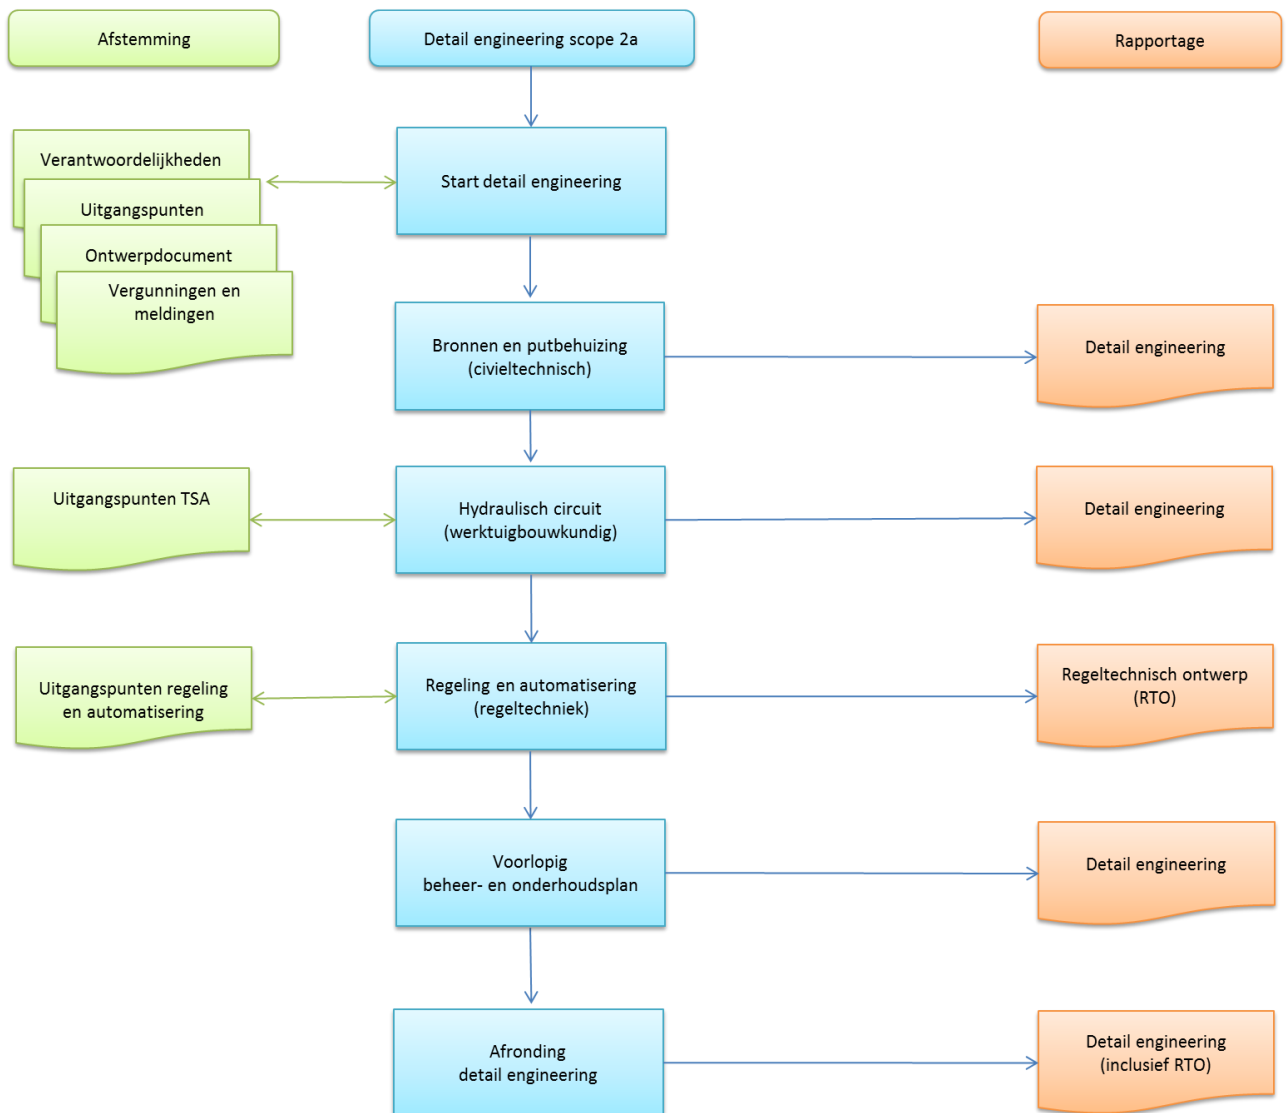 Afstemming
Detail engineering scope 2a
Rapportage
Verantwoordelijkheden
Uitgangspunten
Ontwerpdocument
Vergunningen en
meldingen
Start detail engineering
Bronnen en putbehuizing
(civieltechnisch)
Detail engineering
Uitgangspunten TSA
Hydraulisch circuit
(werktuigbouwkundig)
Detail engineering
Uitgangspunten regeling
en automatisering
Regeling en automatisering
(regeltechniek)
Regeltechnisch ontwerp
(RTO)
Voorlopig
beheer- en onderhoudsplan
Detail engineering
Afronding
detail engineering
Detail engineering
(inclusief RTO)